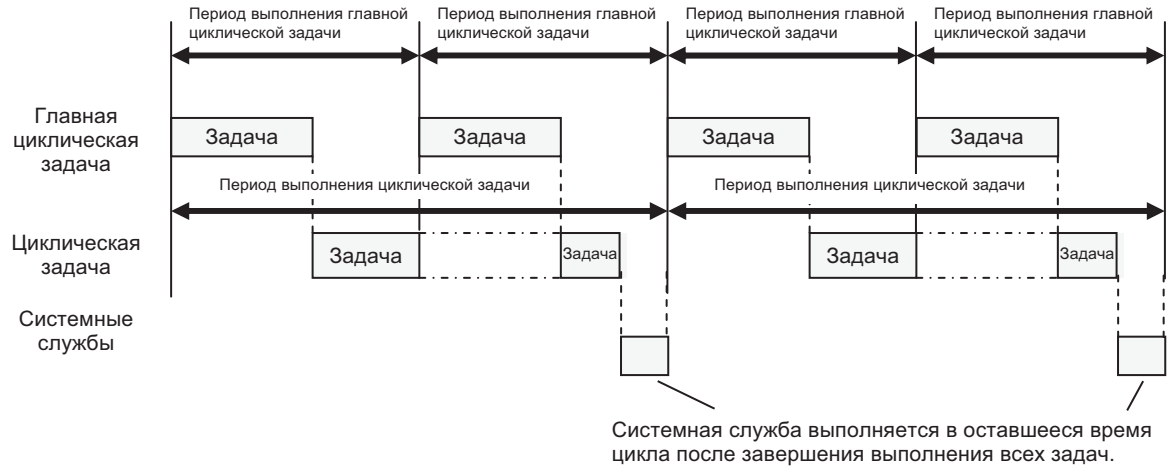 Период выполнения главной
циклической задачи
Период выполнения главной
циклической задачи
Период выполнения главной
циклической задачи
Период выполнения главной
циклической задачи
Главная
циклическая
задача
Задача
Задача
Задача
Задача
Период выполнения циклической задачи
Период выполнения циклической задачи
Циклическая
задача
Задача
Задача
Задача
Задача
Системные
службы
Системная служба выполняется в оставшееся время
цикла после завершения выполнения всех задач.